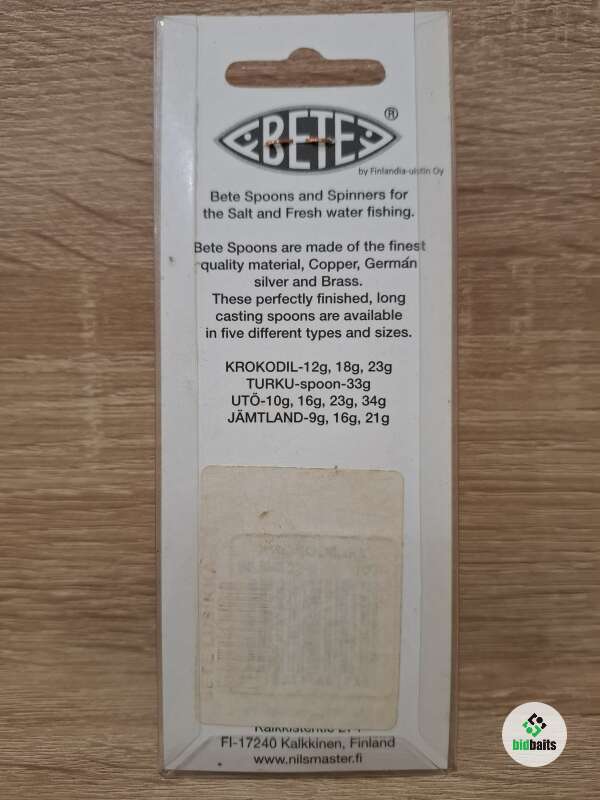 BETE
®
by Finlandia-uistin Oy
Bete Spoons and Spinners for
the Salt and Fresh water fishing.
Bete Spoons are made of the finest
quality material, Copper, German
silver and Brass.
These perfectly finished, long
casting spoons are available
in five different types and sizes.
KROKODIL-12g, 18g, 23g
TURKU-spoon-33g
UTÖ-10g, 16g, 23g, 34g
JÄMTLAND-9g, 16g, 21g
FI-17240 Kalkkinen, Finland
www.nilsmaster.fi
bidbaits